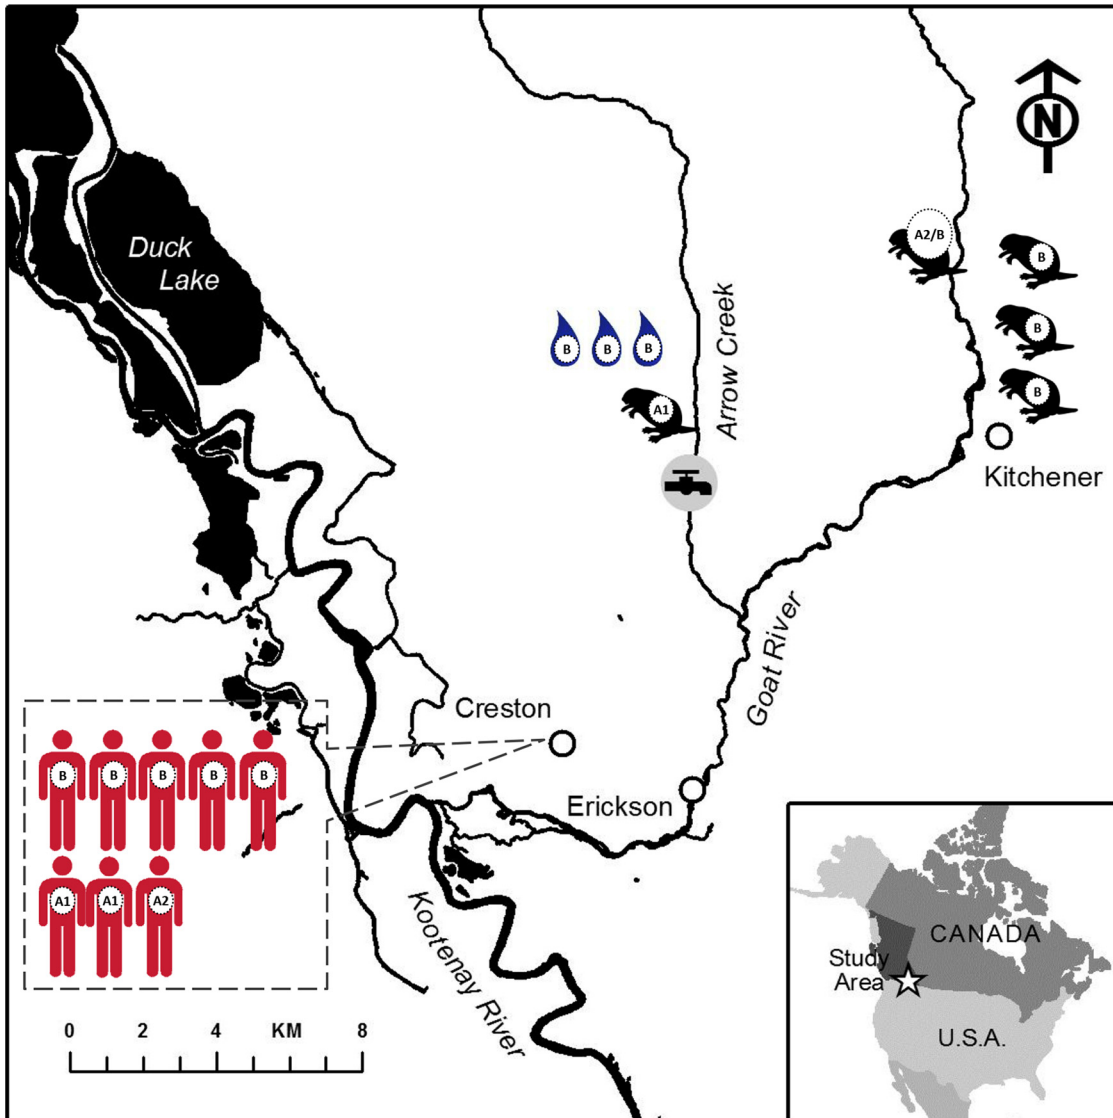 N
Duck
Lake
A2/B
B
B
B
B
B
B
A1
Arrow Creek
Kitchener
Goat River
Creston
Erickson
B
B
B
B
B
A1
A1
A2
Kootenay River
0
2
4
KM
8
CANADA
Study
Area
U.S.A.